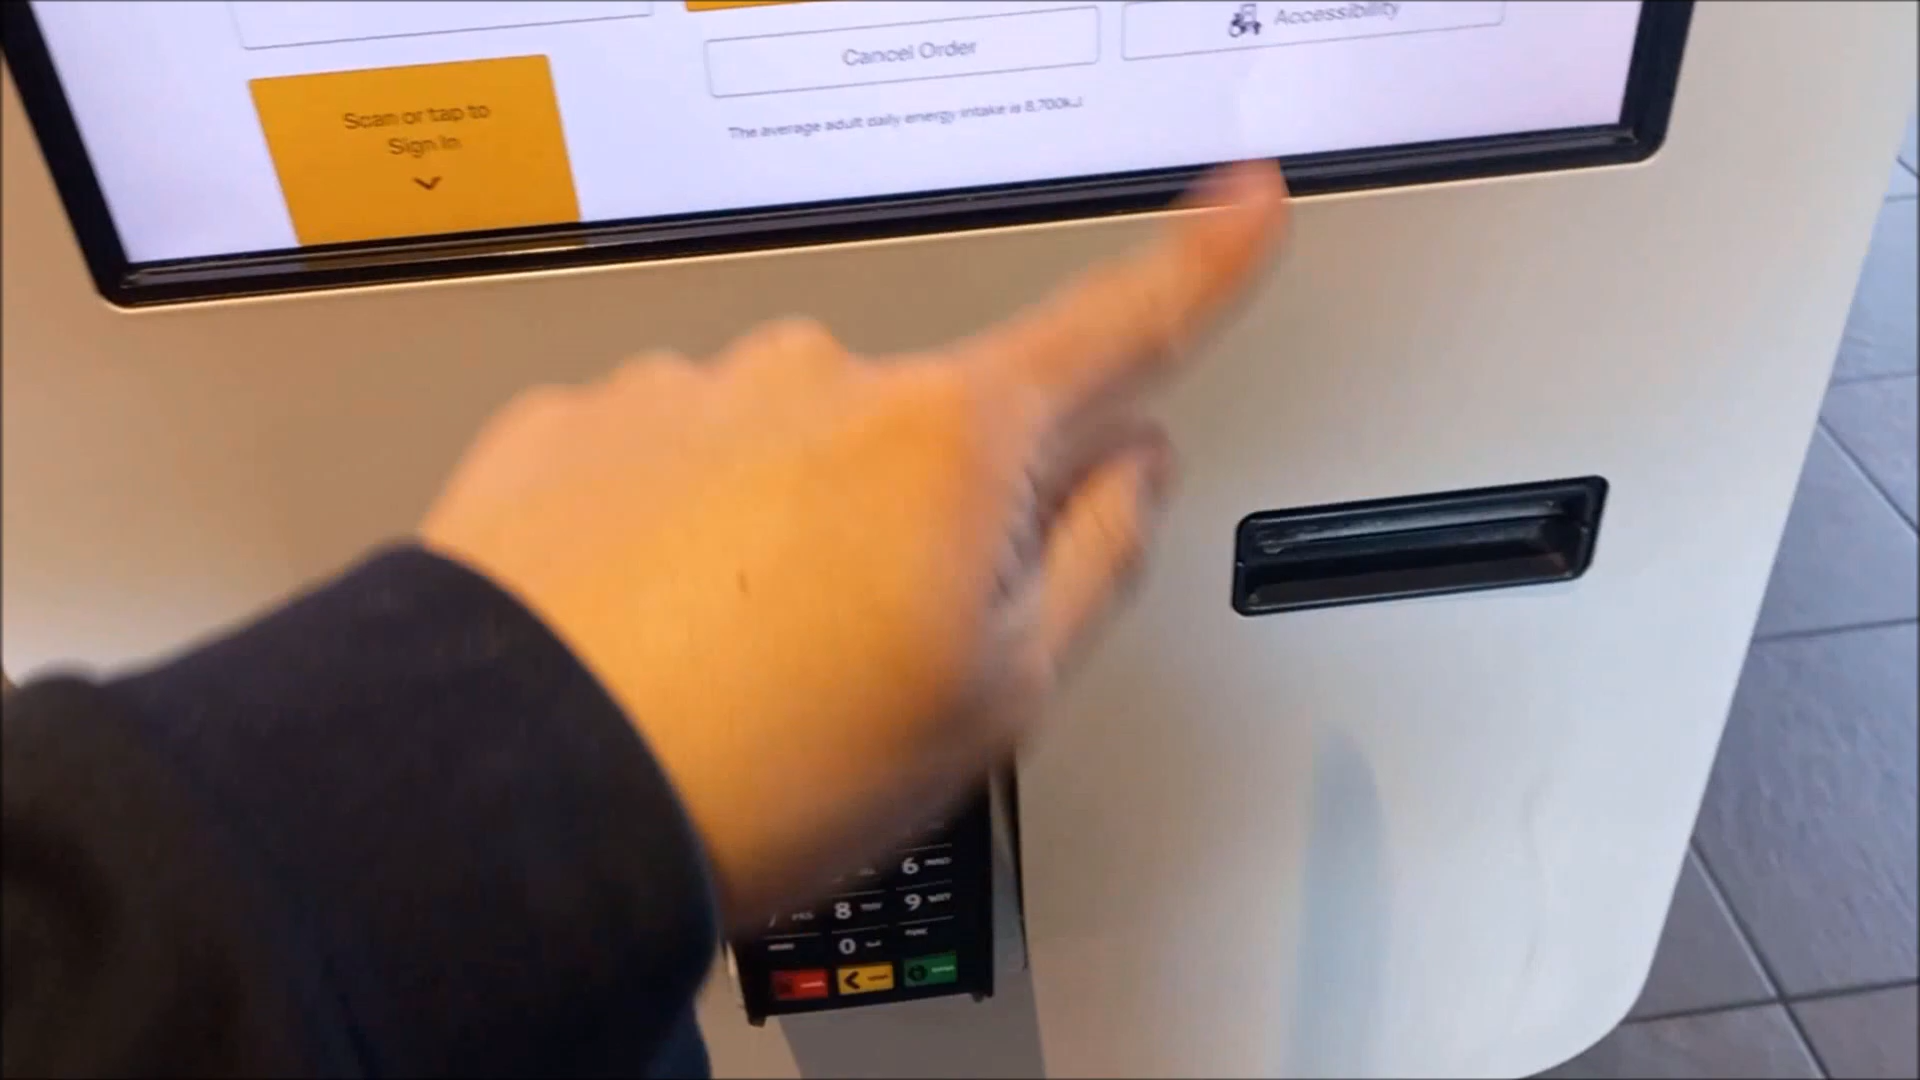 Accessibility
Cancel Order
Scan or tap to
Sign In
The average adult daily energy intake is 8,700kJ.
6 MNO
8 TUV
9 WXY
0